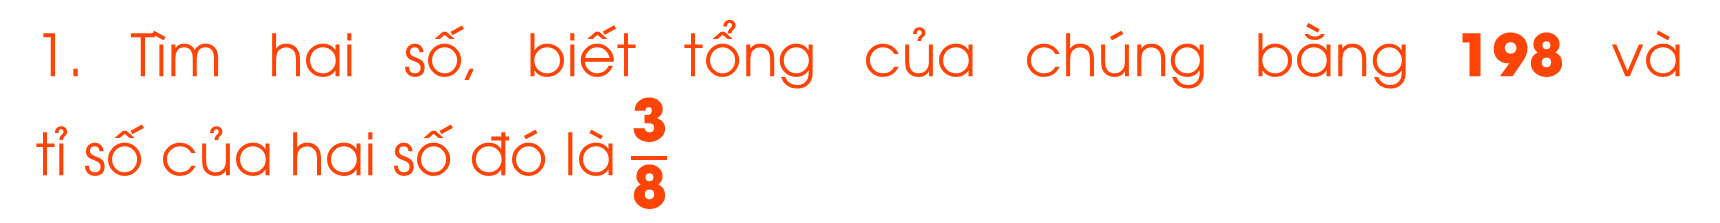 1. Tìm hai số, biết tổng của chúng bằng 198 và
tỉ số của hai số đó là 3/8